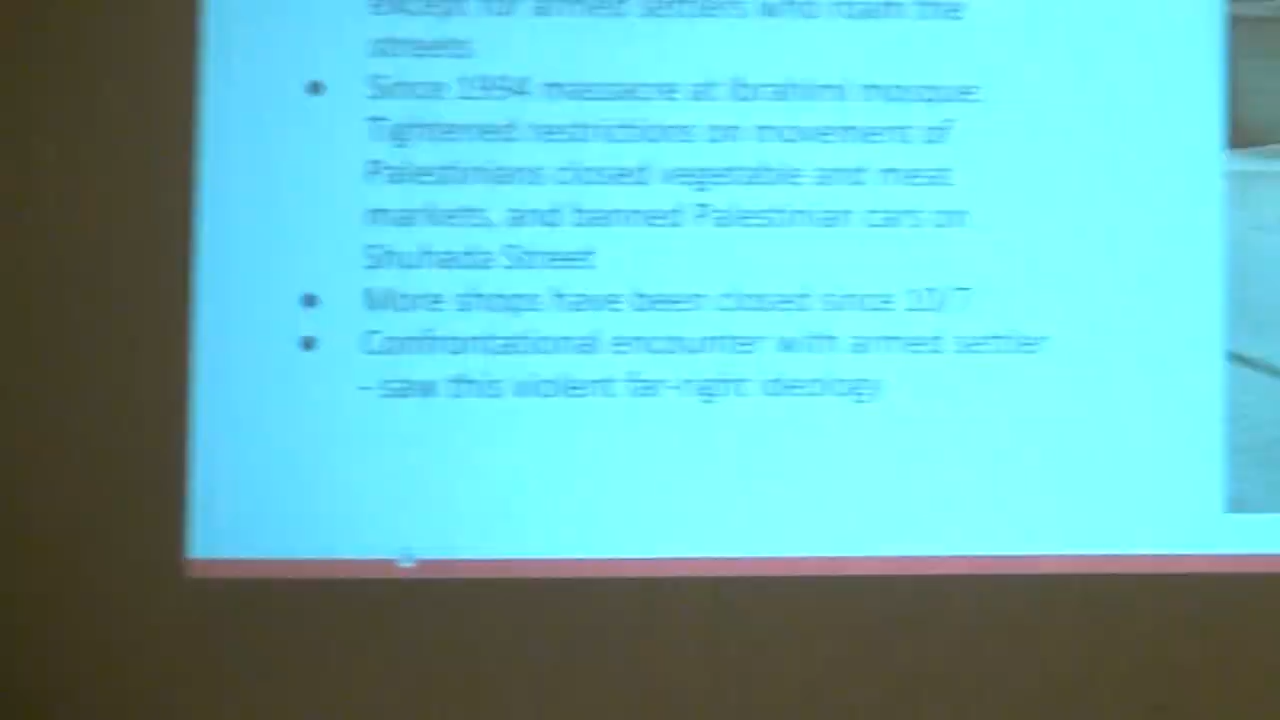 except for armed settlers who roam the
streets.
● Since 1994 massacre at Ibrahimi mosque:
Tightened restrictions on movement of
Palestinians closed vegetable and meat
markets, and banned Palestinian cars on
Shuhada Street
● More shops have been closed since 10/7
● Confrontational encounter with armed settler
- saw this violent far-right ideology